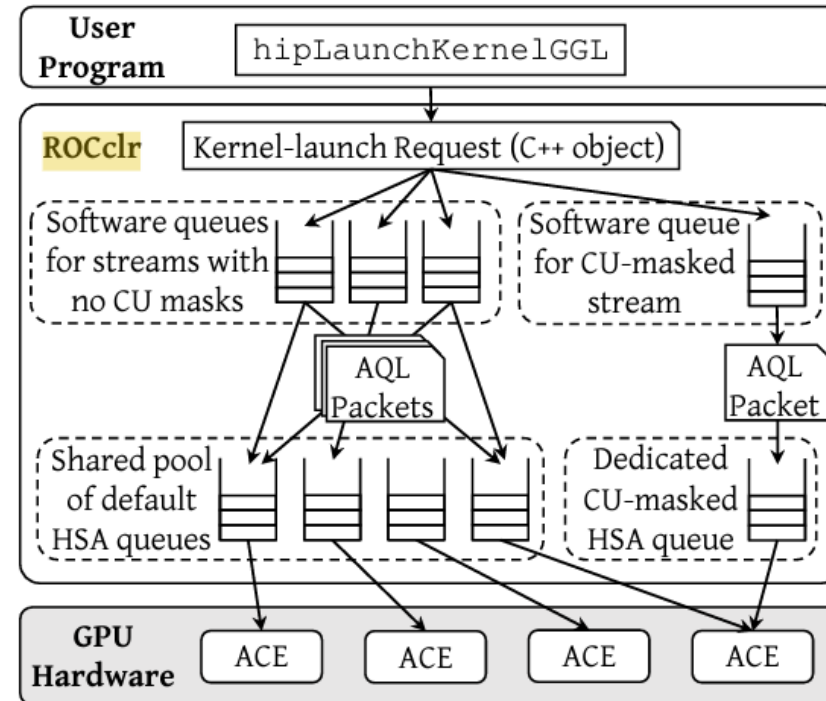 User
Program
hipLaunchKernelGGL
ROCclr
Kernel-launch Request (C++ object)
Software queues
for streams with
no CU masks
Software queue
for CU-masked
stream
AQL
Packets
AQL
Packet
Shared pool
of default
HSA queues
Dedicated
CU-masked
HSA queue
GPU
Hardware
ACE
ACE
ACE
ACE